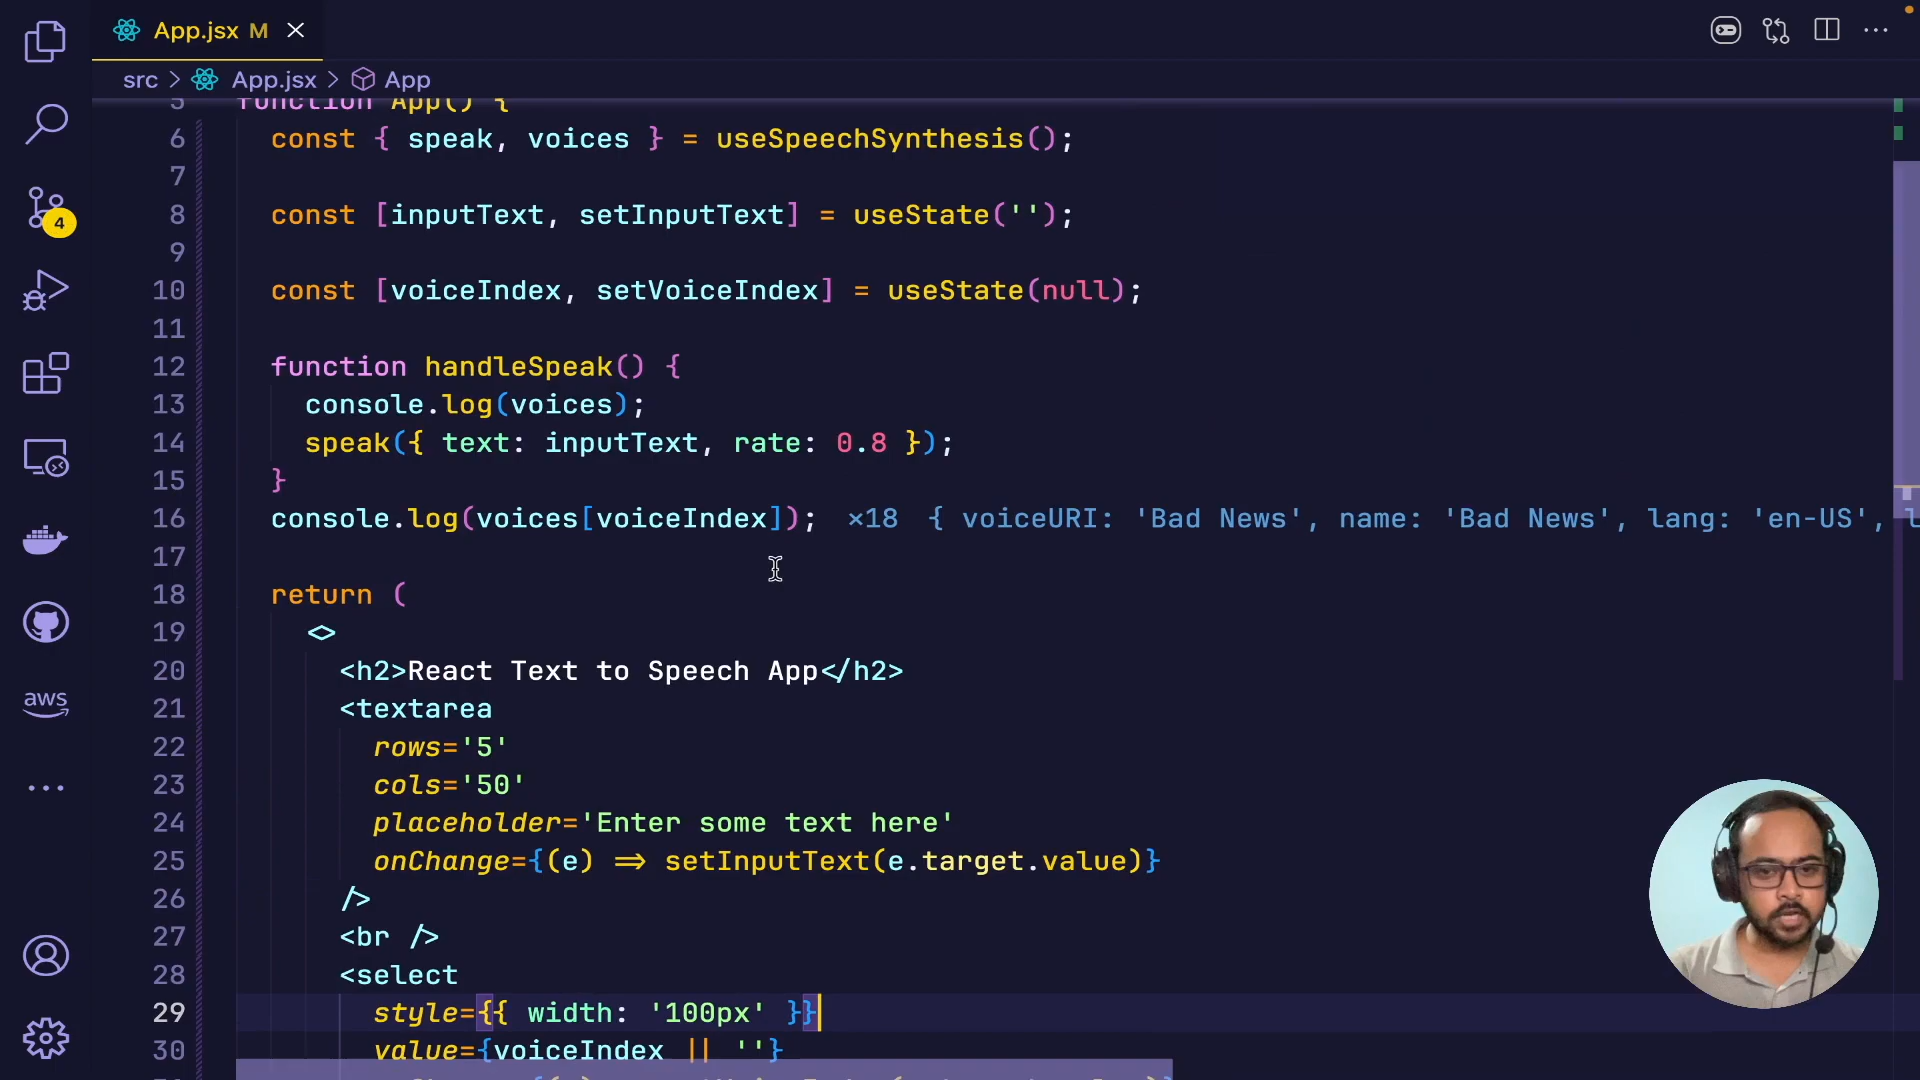 App.jsx M
src > App.jsx > App
5 function App() {
6 const { speak, voices } = useSpeechSynthesis();
7
8 const [inputText, setInputText] = useState('');
9
10 const [voiceIndex, setVoiceIndex] = useState(null);
11
12 function handleSpeak() {
13 console.log(voices);
14 speak({ text: inputText, rate: 0.8 });
15 }
16 console.log(voices[voiceIndex]); ×18 { voiceURI: 'Bad News', name: 'Bad News', lang: 'en-US',
17
18 return (
19 <>
20 <h2>React Text to Speech App</h2>
21 <textarea
22 rows='5'
23 cols='50'
24 placeholder='Enter some text here'
25 onChange={(e) => setInputText(e.target.value)}
26 />
27 <br />
28 <select
29 style={{ width: '100px' }}
30 value={voiceIndex || ''}
4
aws